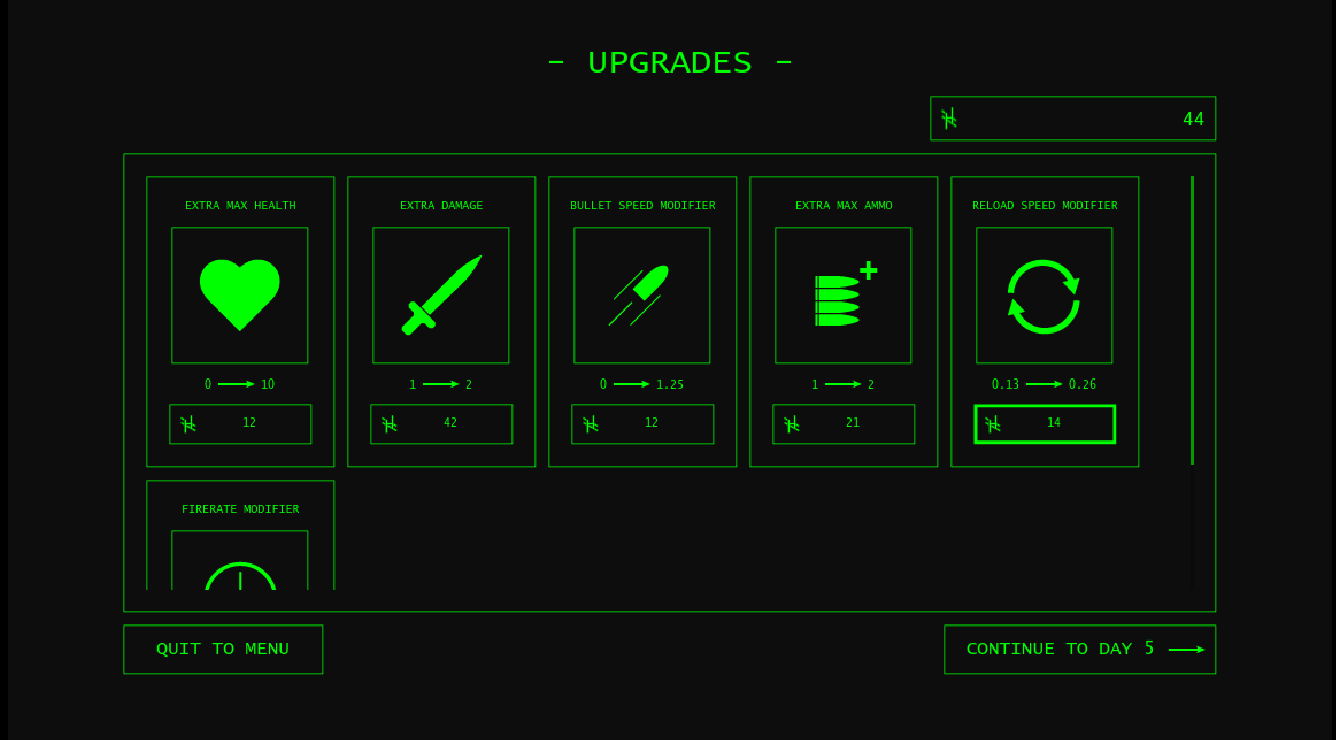 - UPGRADES -
44
EXTRA MAX HEALTH
0 → 10
12
EXTRA DAMAGE
1 → 2
42
BULLET SPEED MODIFIER
0 → 1.25
12
EXTRA MAX AMMO
1 → 2
21
RELOAD SPEED MODIFIER
0.13 → 0.26
14
FIRERATE MODIFIER
QUIT TO MENU
CONTINUE TO DAY 5 →